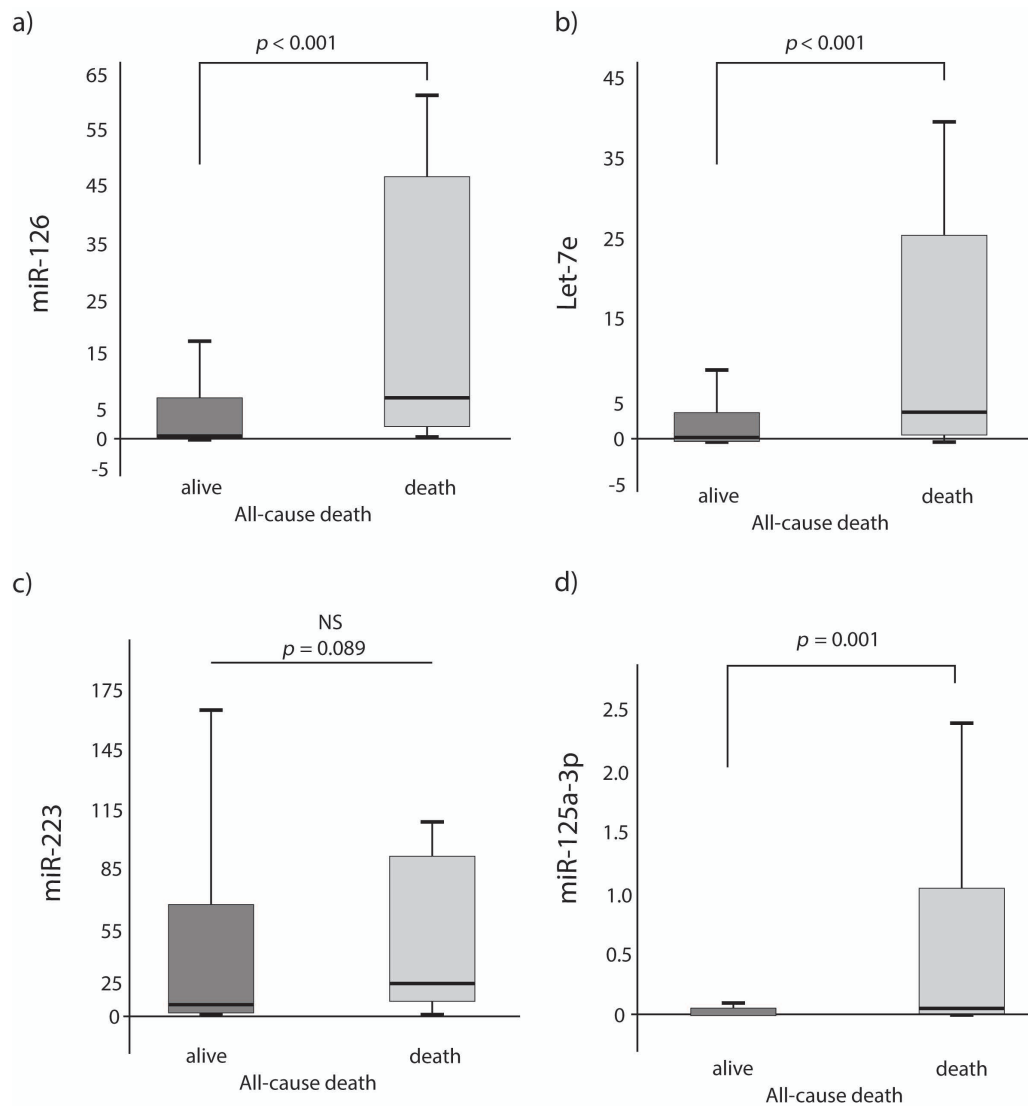 a)
p < 0.001
miR-126
65
55
45
35
25
15
5
0
-5
alive
death
All-cause death
b)
p < 0.001
Let-7e
45
35
25
15
5
0
-5
alive
death
All-cause death
c)
NS
p = 0.089
miR-223
175
145
115
85
55
25
0
alive
death
All-cause death
d)
p = 0.001
miR-125a-3p
2.5
2.0
1.5
1.0
0.5
0
alive
death
All-cause death